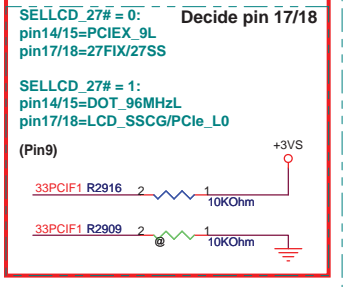 SELLCD_27# = 0: Decide pin 17/18
pin14/15=PCIEX_9L
pin17/18=27FIX/27SS
SELLCD_27# = 1:
pin14/15=DOT_96MHzL
pin17/18=LCD_SSCG/PCIe_L0
(Pin9)
+3VS
33PCIF1 R2916 2 1
10KOhm
33PCIF1 R2909 2 1
@ 10KOhm